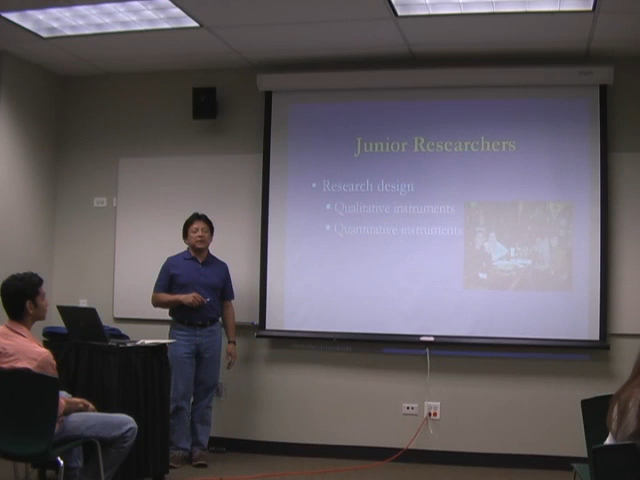 Junior Researchers
• Research design
▪ Qualitative instruments
▪ Quantitative instruments